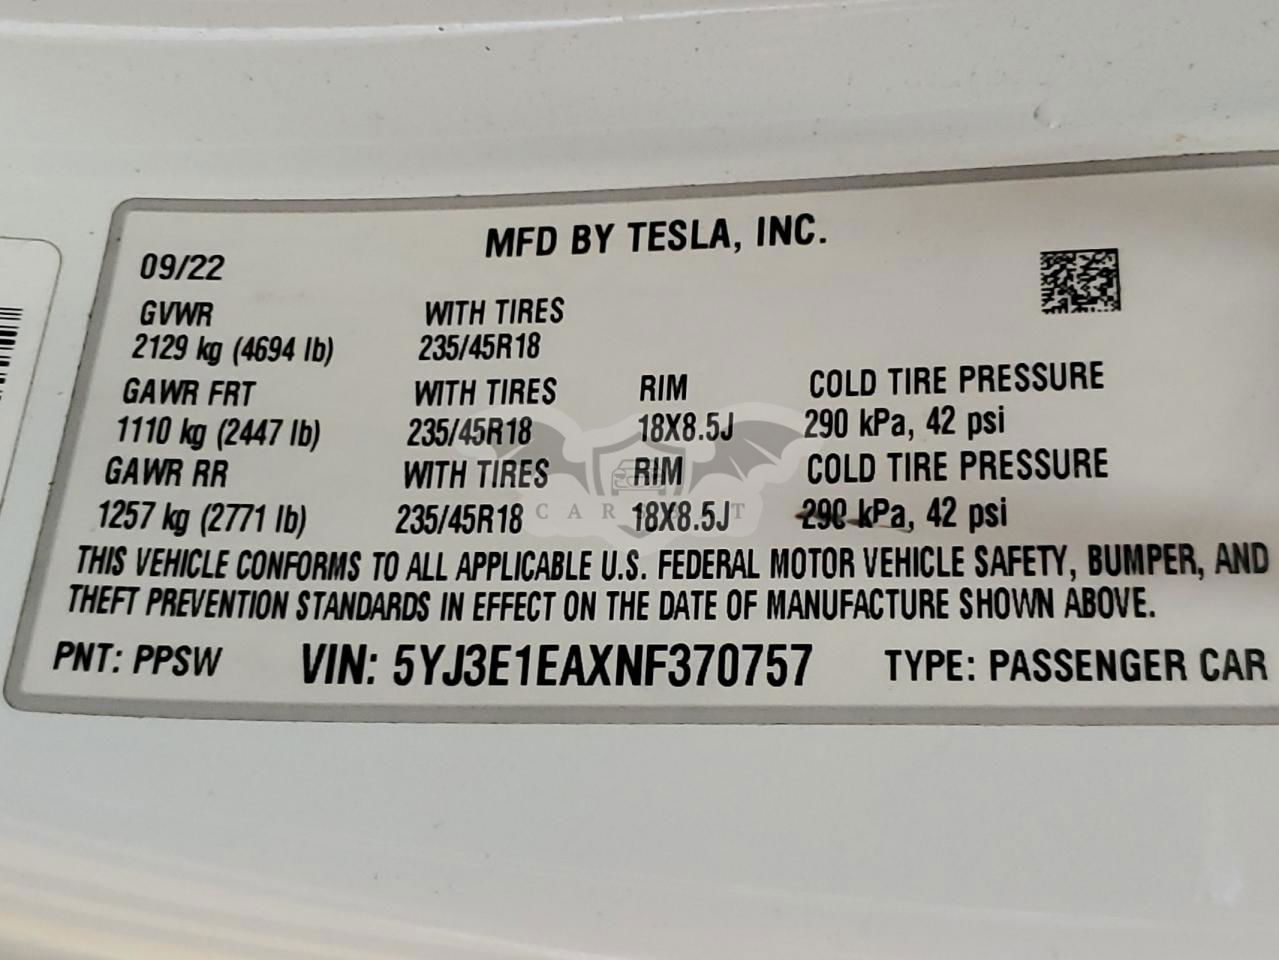 MFD BY TESLA, INC.
09/22
GVWR WITH TIRES
2129 kg (4694 lb) 235/45R18
GAWR FRT WITH TIRES RIM COLD TIRE PRESSURE
1110 kg (2447 lb) 235/45R18 18X8.5J 290 kPa, 42 psi
GAWR RR WITH TIRES RIM COLD TIRE PRESSURE
1257 kg (2771 lb) 235/45R18 18X8.5J 290 kPa, 42 psi
THIS VEHICLE CONFORMS TO ALL APPLICABLE U.S. FEDERAL MOTOR VEHICLE SAFETY, BUMPER, AND
THEFT PREVENTION STANDARDS IN EFFECT ON THE DATE OF MANUFACTURE SHOWN ABOVE.
PNT: PPSW VIN: 5YJ3E1EAXNF370757 TYPE: PASSENGER CAR